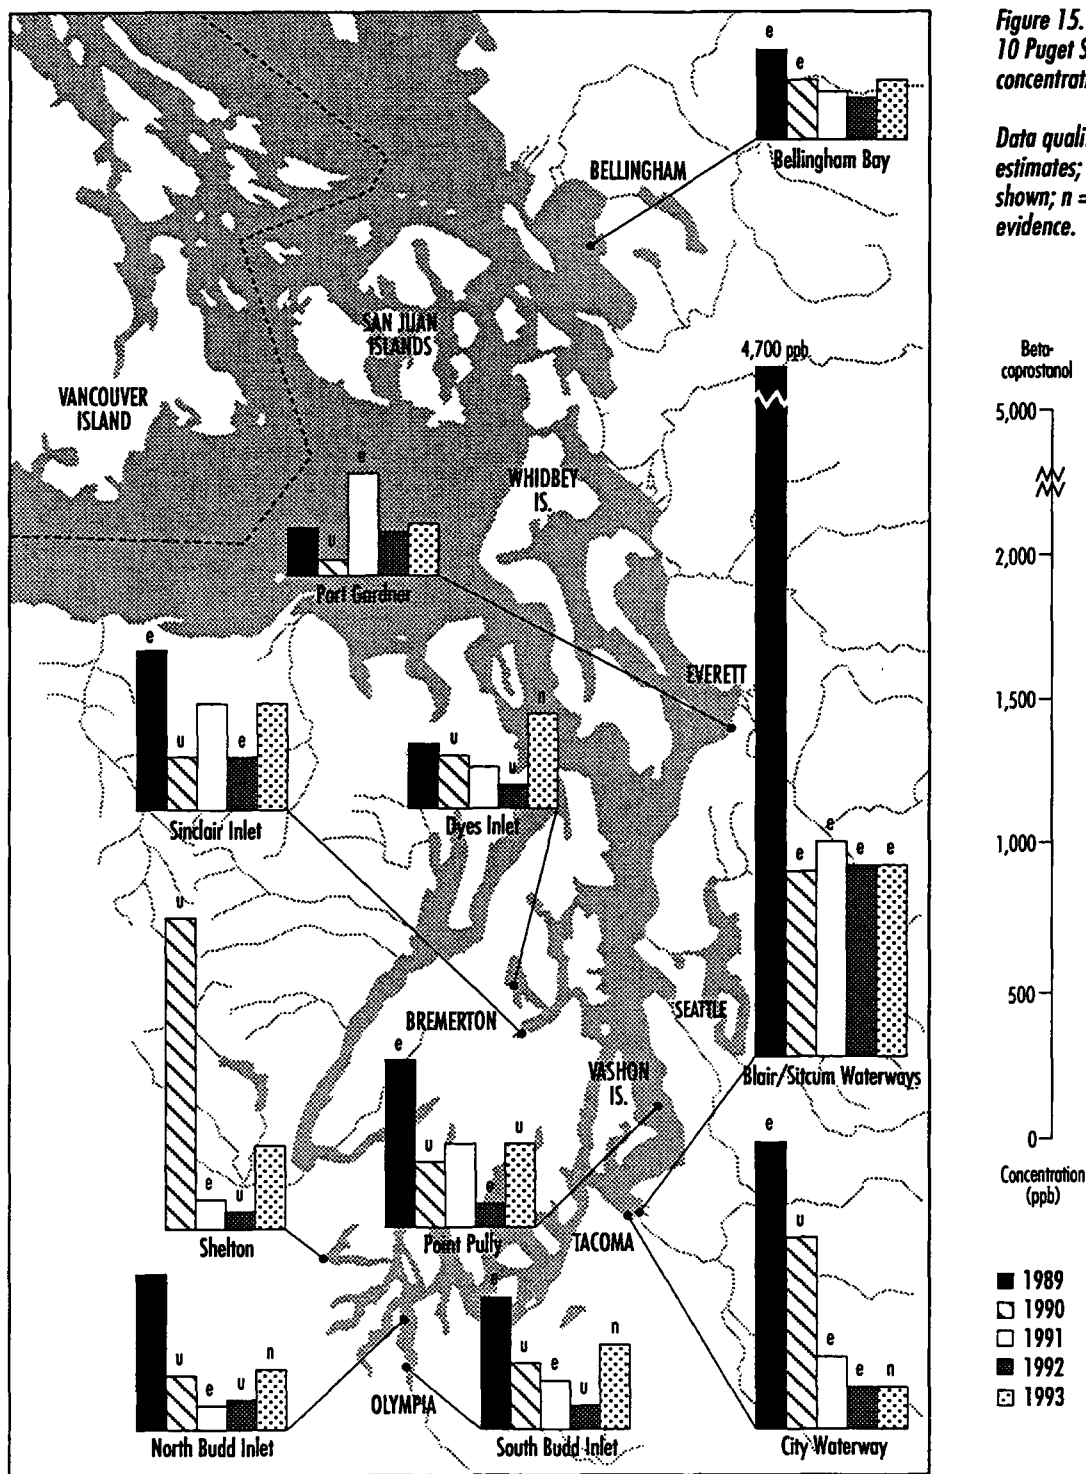 Figure 15.
10 Puget S
concentrat
Data quali
estimates;
shown; n =
evidence.
e
e
Bellingham Bay
BELLINGHAM
SAN JUAN
ISLANDS
VANCOUVER
ISLAND
WHIDBEY
IS.
4,700 ppb
Beta-
coprostanol
5,000
2,000
1,500
1,000
500
0
Concentration
(ppb)
e
u
Port Gardner
EVERETT
e
u
e
Sinclair Inlet
u
u
n
Dyes Inlet
e
e
e
e
Blair/Sitcum Waterways
SEATTLE
BREMERTON
VASHON
IS.
u
e
u
Shelton
e
u
e
u
Point Pully
TACOMA
e
u
e
e
n
City Waterway
u
e
u
n
North Budd Inlet
OLYMPIA
e
u
e
u
n
South Budd Inlet
1989
1990
1991
1992
1993